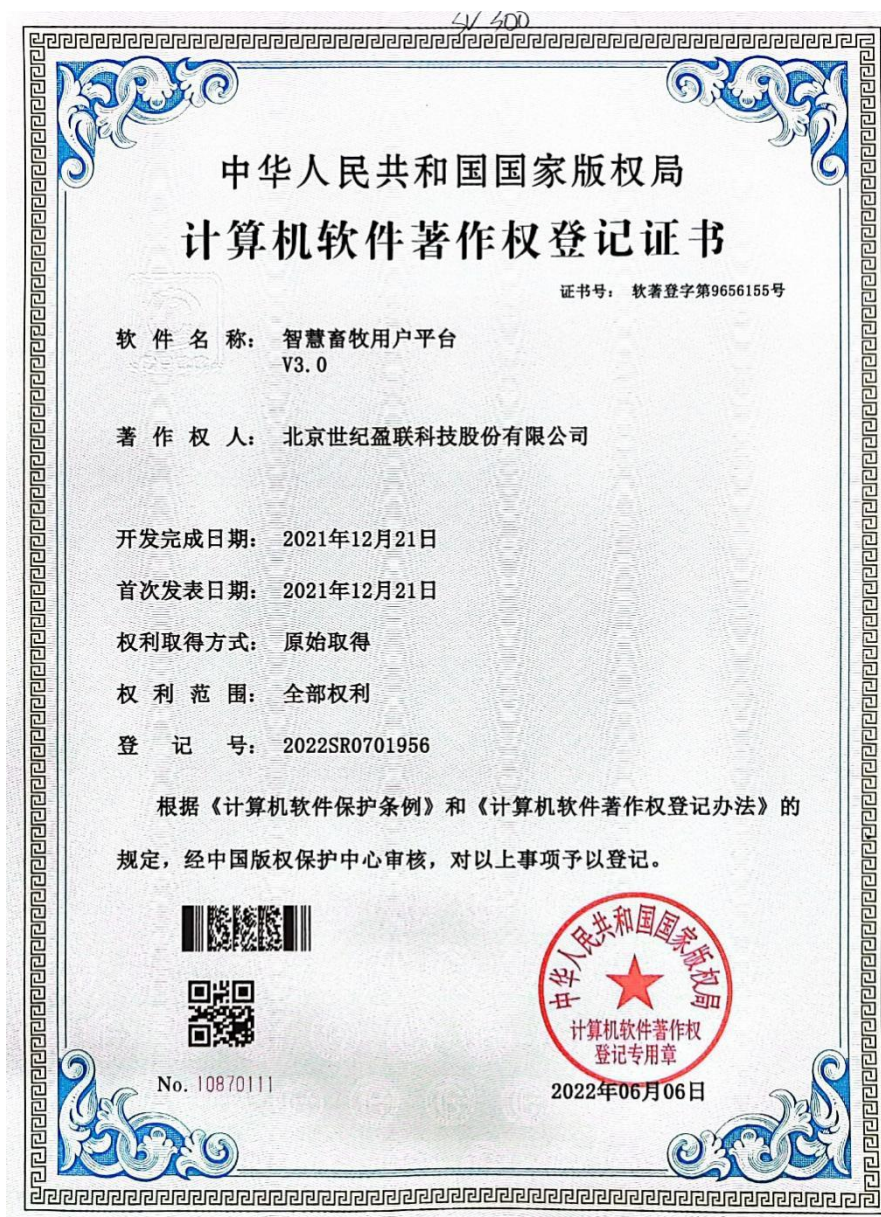 中华人民共和国国家版权局
计算机软件著作权登记证书
证书号： 软著登字第9656155号
软件名称： 智慧畜牧用户平台
V3.0
著作权人： 北京世纪盈联科技股份有限公司
开发完成日期： 2021年12月21日
首次发表日期： 2021年12月21日
权利取得方式： 原始取得
权利范围： 全部权利
登记号： 2022SR0701956
根据《计算机软件保护条例》和《计算机软件著作权登记办法》的
规定，经中国版权保护中心审核，对以上事项予以登记。
中华人民共和国国家版权局
计算机软件著作权
登记专用章
No. 10870111
2022年06月06日